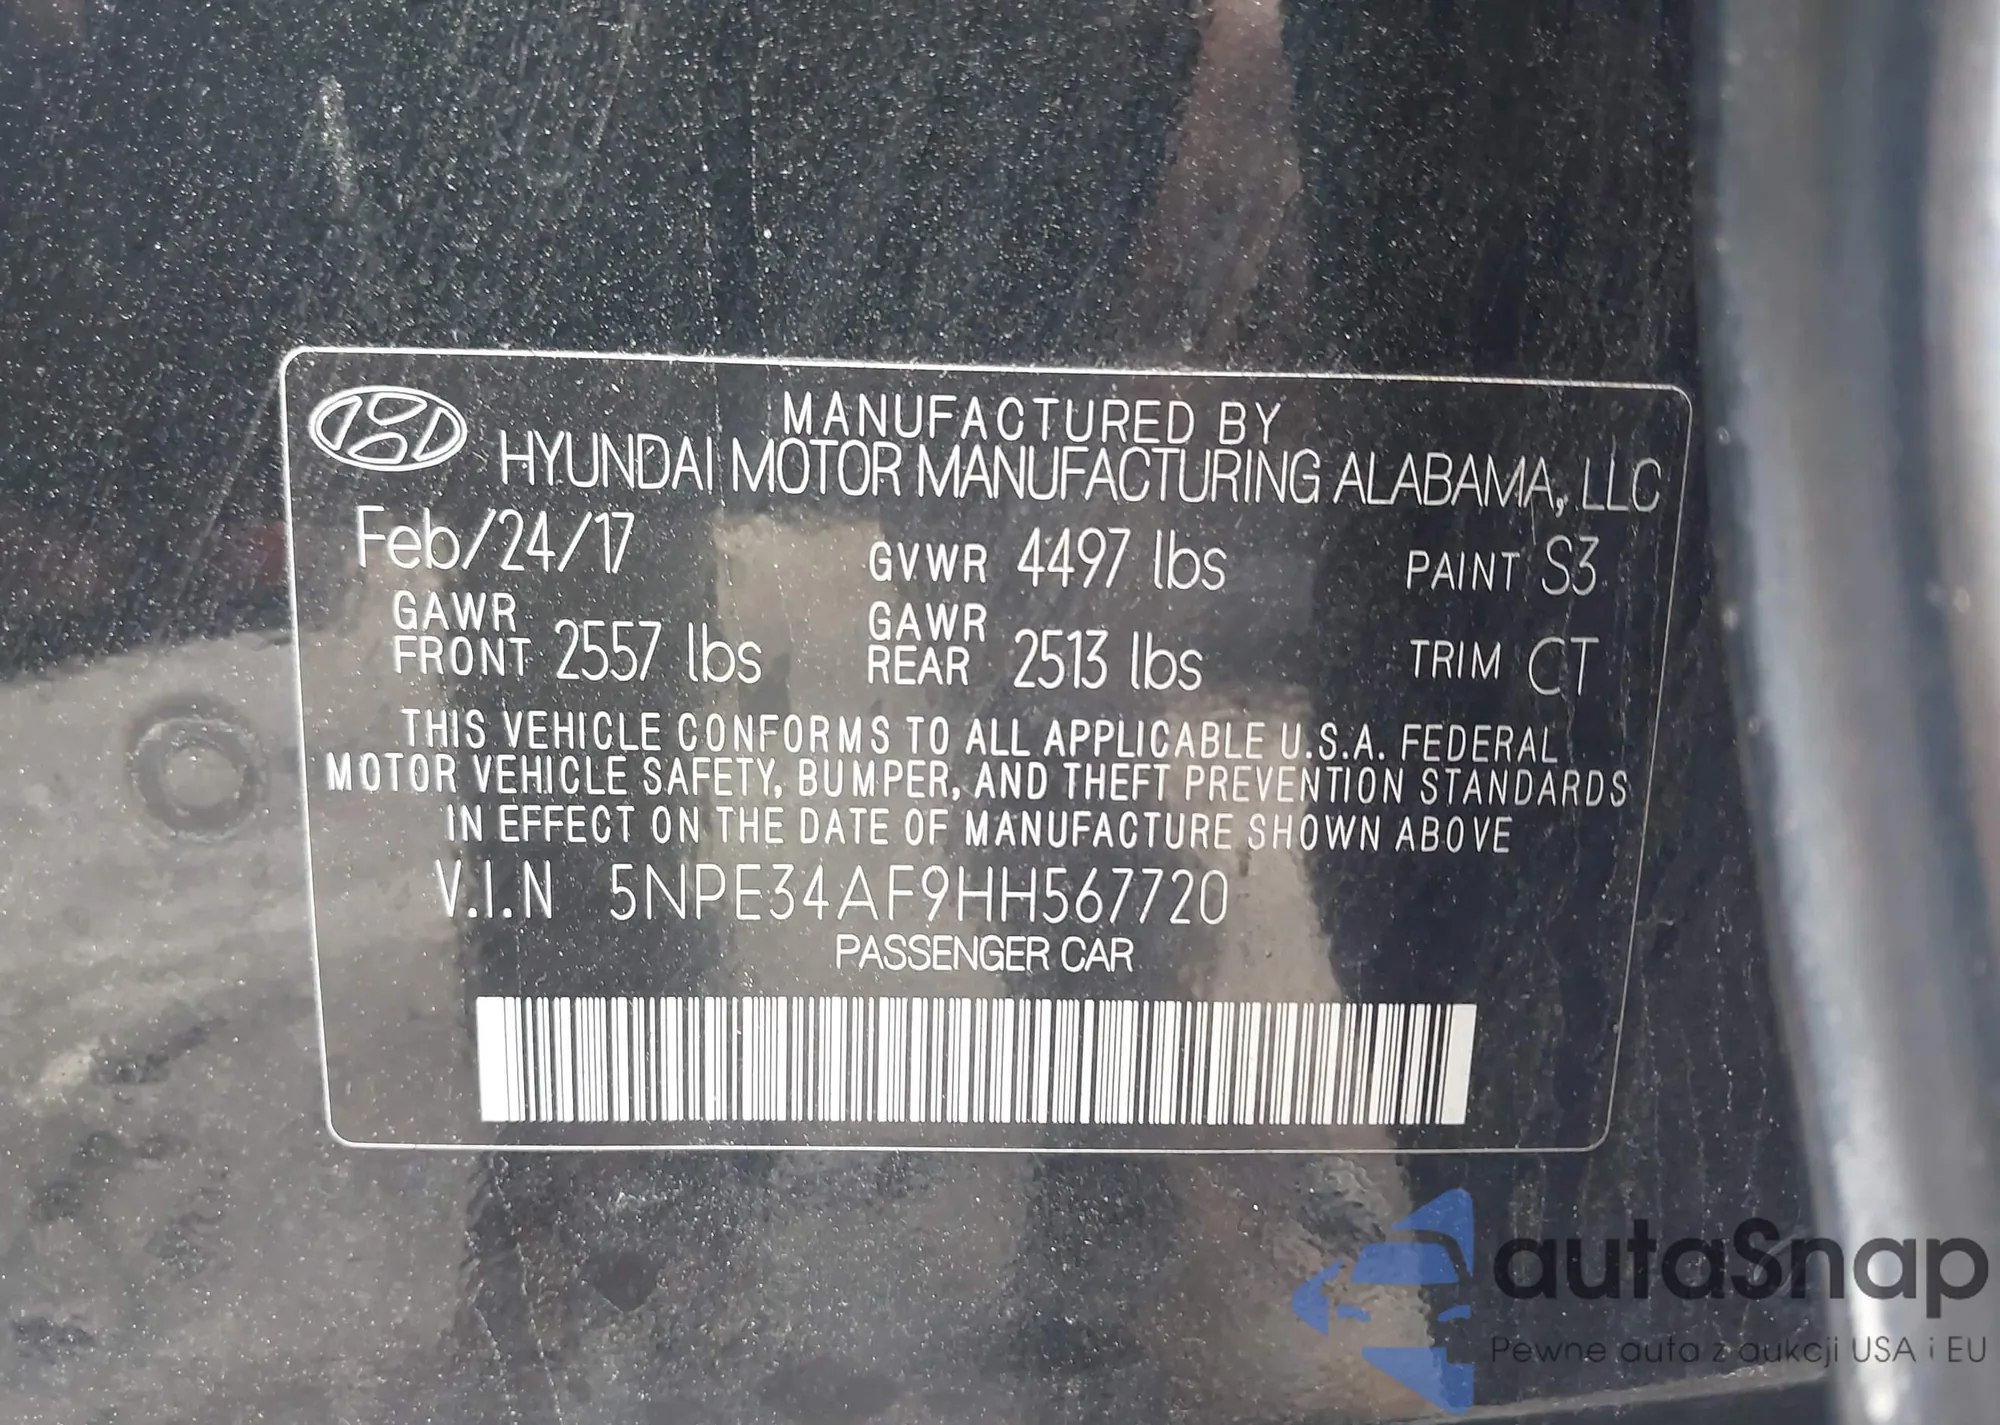 MANUFACTURED BY
HYUNDAI MOTOR MANUFACTURING ALABAMA, LLC
Feb/24/17 GVWR 4497 lbs PAINT S3
GAWR FRONT 2557 lbs GAWR REAR 2513 lbs TRIM CT
THIS VEHICLE CONFORMS TO ALL APPLICABLE U.S.A. FEDERAL
MOTOR VEHICLE SAFETY, BUMPER, AND THEFT PREVENTION STANDARDS
IN EFFECT ON THE DATE OF MANUFACTURE SHOWN ABOVE
V.I.N 5NPE34AF9HH567720
PASSENGER CAR
autaSnap
Pewne auta z aukcji USA i EU